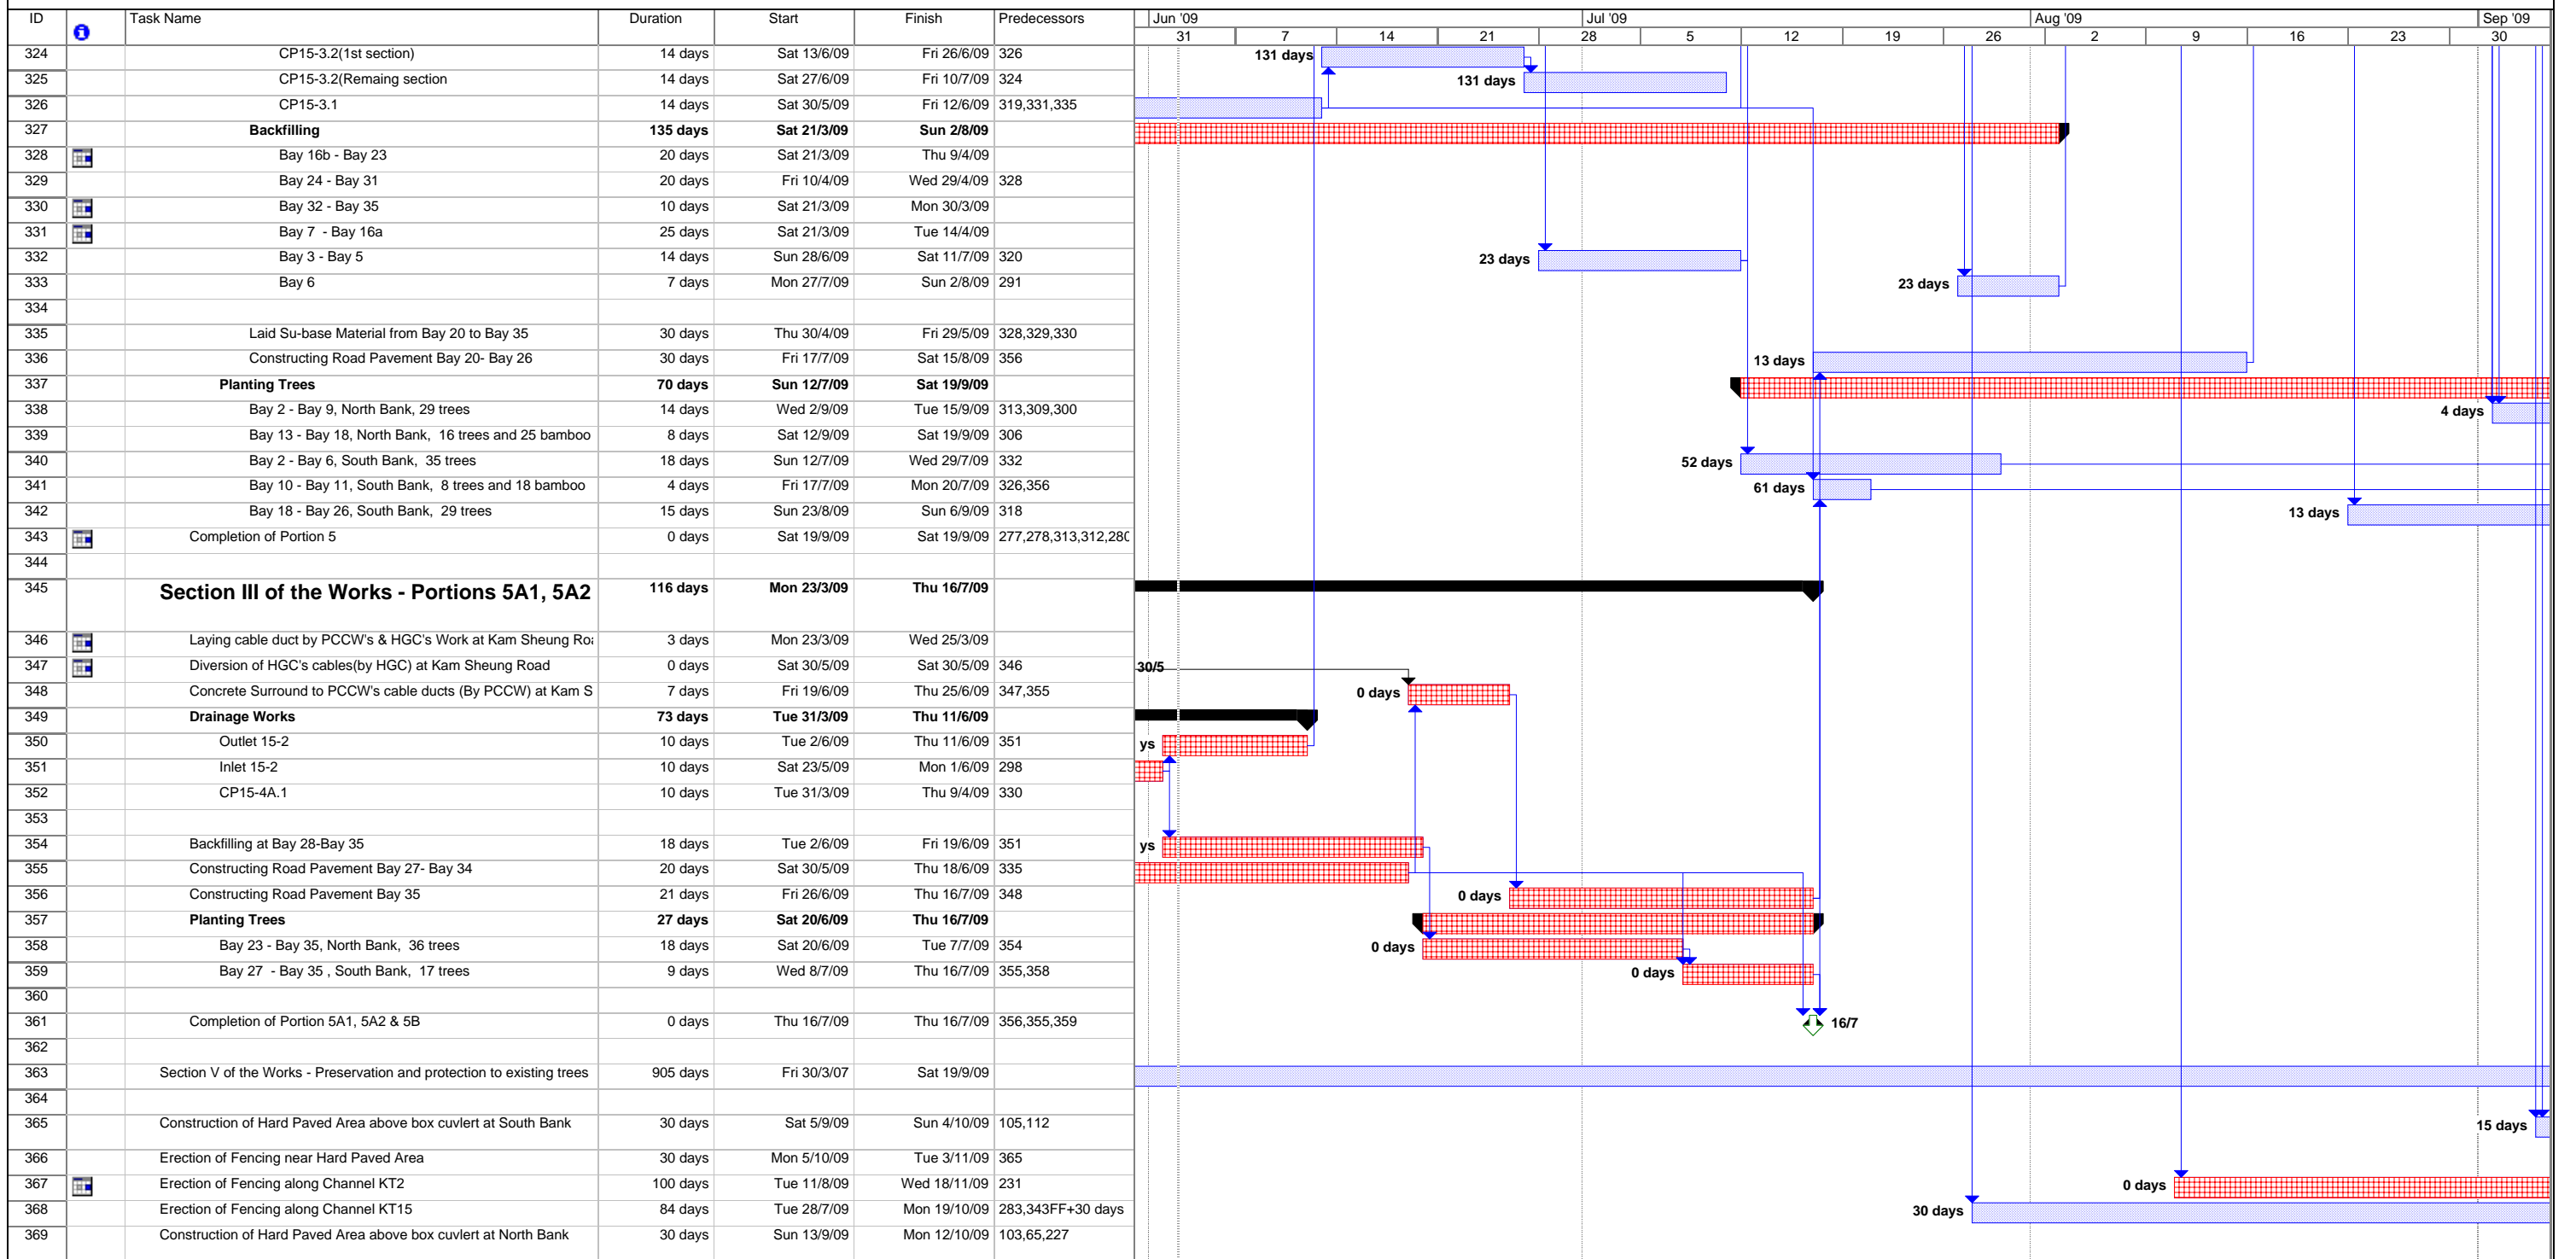 ID Task Name Duration Start Finish Predecessors Jun '09 Jul '09 Aug '09 Sep '09
31 7 14 21 28 5 12 19 26 2 9 16 23 30
324 CP15-3.2(1st section) 14 days Sat 13/6/09 Fri 26/6/09 326 131 days
325 CP15-3.2(Remaing section 14 days Sat 27/6/09 Fri 10/7/09 324 131 days
326 CP15-3.1 14 days Sat 30/5/09 Fri 12/6/09 319,331,335
327 Backfilling 135 days Sat 21/3/09 Sun 2/8/09
328 Bay 16b - Bay 23 20 days Sat 21/3/09 Thu 9/4/09
329 Bay 24 - Bay 31 20 days Fri 10/4/09 Wed 29/4/09 328
330 Bay 32 - Bay 35 10 days Sat 21/3/09 Mon 30/3/09
331 Bay 7 - Bay 16a 25 days Sat 21/3/09 Tue 14/4/09
332 Bay 3 - Bay 5 14 days Sun 28/6/09 Sat 11/7/09 320 23 days
333 Bay 6 7 days Mon 27/7/09 Sun 2/8/09 291 23 days
334
335 Laid Su-base Material from Bay 20 to Bay 35 30 days Thu 30/4/09 Fri 29/5/09 328,329,330
336 Constructing Road Pavement Bay 20- Bay 26 30 days Fri 17/7/09 Sat 15/8/09 356 13 days
337 Planting Trees 70 days Sun 12/7/09 Sat 19/9/09
338 Bay 2 - Bay 9, North Bank, 29 trees 14 days Wed 2/9/09 Tue 15/9/09 313,309,300 4 days
339 Bay 13 - Bay 18, North Bank, 16 trees and 25 bamboo 8 days Sat 12/9/09 Sat 19/9/09 306
340 Bay 2 - Bay 6, South Bank, 35 trees 18 days Sun 12/7/09 Wed 29/7/09 332 52 days
341 Bay 10 - Bay 11, South Bank, 8 trees and 18 bamboo 4 days Fri 17/7/09 Mon 20/7/09 326,356 61 days
342 Bay 18 - Bay 26, South Bank, 29 trees 15 days Sun 23/8/09 Sun 6/9/09 318 13 days
343 Completion of Portion 5 0 days Sat 19/9/09 Sat 19/9/09 277,278,313,312,280
344
345 Section III of the Works - Portions 5A1, 5A2 116 days Mon 23/3/09 Thu 16/7/09
346 Laying cable duct by PCCW's & HGC's Work at Kam Sheung Roa 3 days Mon 23/3/09 Wed 25/3/09
347 Diversion of HGC's cables(by HGC) at Kam Sheung Road 0 days Sat 30/5/09 Sat 30/5/09 346 30/5
348 Concrete Surround to PCCW's cable ducts (By PCCW) at Kam S 7 days Fri 19/6/09 Thu 25/6/09 347,355 0 days
349 Drainage Works 73 days Tue 31/3/09 Thu 11/6/09
350 Outlet 15-2 10 days Tue 2/6/09 Thu 11/6/09 351 ys
351 Inlet 15-2 10 days Sat 23/5/09 Mon 1/6/09 298
352 CP15-4A.1 10 days Tue 31/3/09 Thu 9/4/09 330
353
354 Backfilling at Bay 28-Bay 35 18 days Tue 2/6/09 Fri 19/6/09 351 ys
355 Constructing Road Pavement Bay 27- Bay 34 20 days Sat 30/5/09 Thu 18/6/09 335
356 Constructing Road Pavement Bay 35 21 days Fri 26/6/09 Thu 16/7/09 348 0 days
357 Planting Trees 27 days Sat 20/6/09 Thu 16/7/09
358 Bay 23 - Bay 35, North Bank, 36 trees 18 days Sat 20/6/09 Tue 7/7/09 354 0 days
359 Bay 27 - Bay 35 , South Bank, 17 trees 9 days Wed 8/7/09 Thu 16/7/09 355,358 0 days
360
361 Completion of Portion 5A1, 5A2 & 5B 0 days Thu 16/7/09 Thu 16/7/09 356,355,359 16/7
362
363 Section V of the Works - Preservation and protection to existing trees 905 days Fri 30/3/07 Sat 19/9/09
364
365 Construction of Hard Paved Area above box cuvlert at South Bank 30 days Sat 5/9/09 Sun 4/10/09 105,112 15 days
366 Erection of Fencing near Hard Paved Area 30 days Mon 5/10/09 Tue 3/11/09 365
367 Erection of Fencing along Channel KT2 100 days Tue 11/8/09 Wed 18/11/09 231 0 days
368 Erection of Fencing along Channel KT15 84 days Tue 28/7/09 Mon 19/10/09 283,343FF+30 days 30 days
369 Construction of Hard Paved Area above box cuvlert at North Bank 30 days Sun 13/9/09 Mon 12/10/09 103,65,227